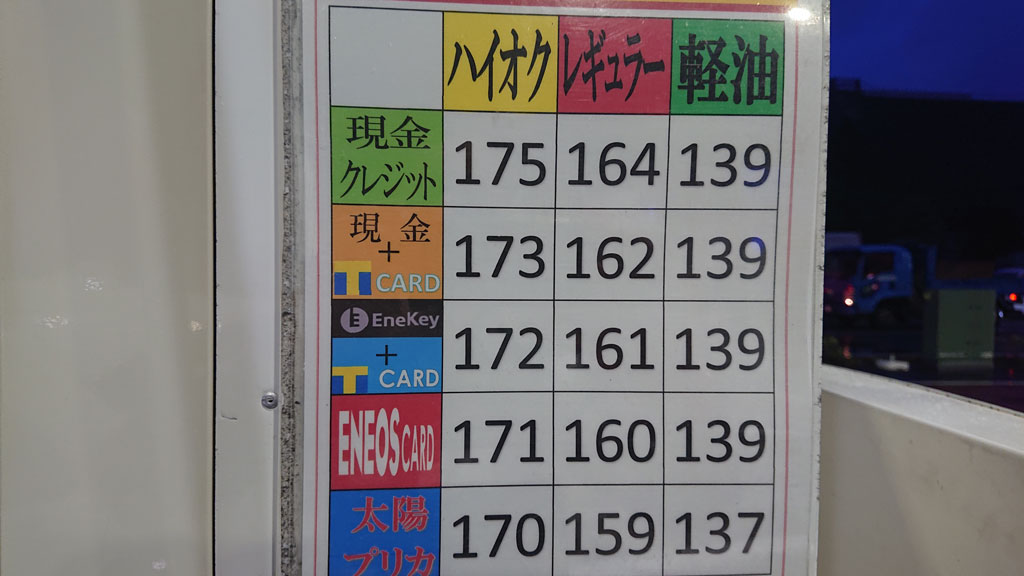 ハイオク レギュラー 軽油
現金
クレジット 175 164 139
現金
+
T CARD 173 162 139
EneKey
+
T CARD 172 161 139
ENEOS CARD 171 160 139
太陽
プリカ 170 159 137